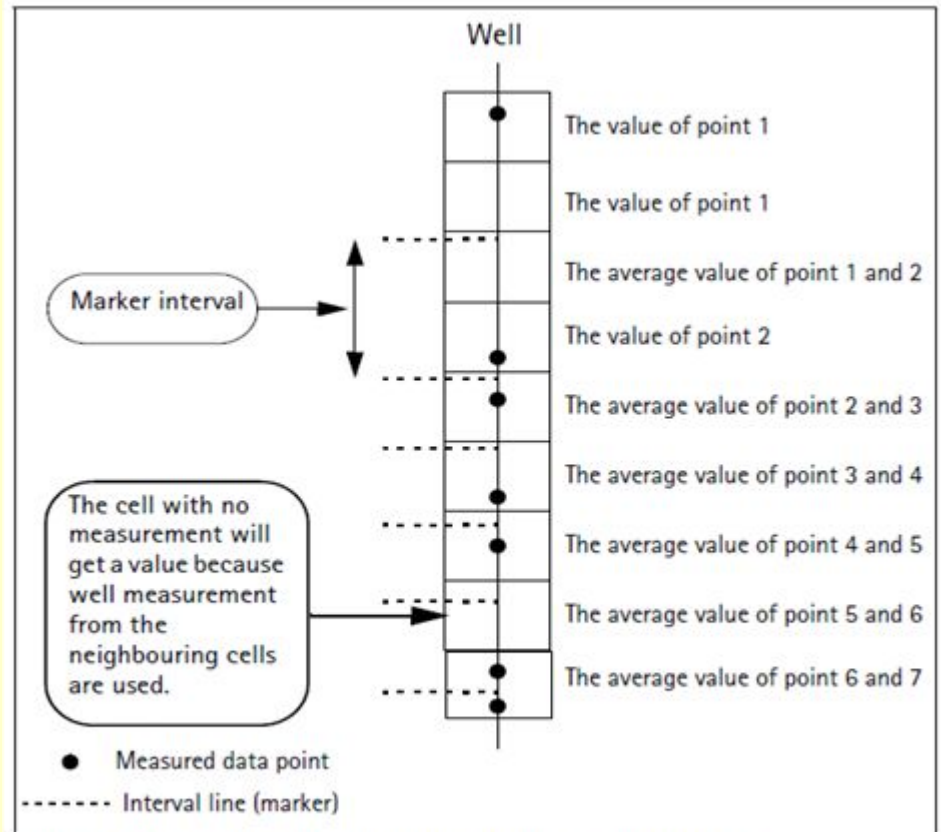 Well
The value of point 1
The value of point 1
The average value of point 1 and 2
Marker interval
The value of point 2
The average value of point 2 and 3
The average value of point 3 and 4
The cell with no
measurement will
get a value because
well measurement
from the
neighbouring cells
are used.
The average value of point 4 and 5
The average value of point 5 and 6
The average value of point 6 and 7
Measured data point
Interval line (marker)